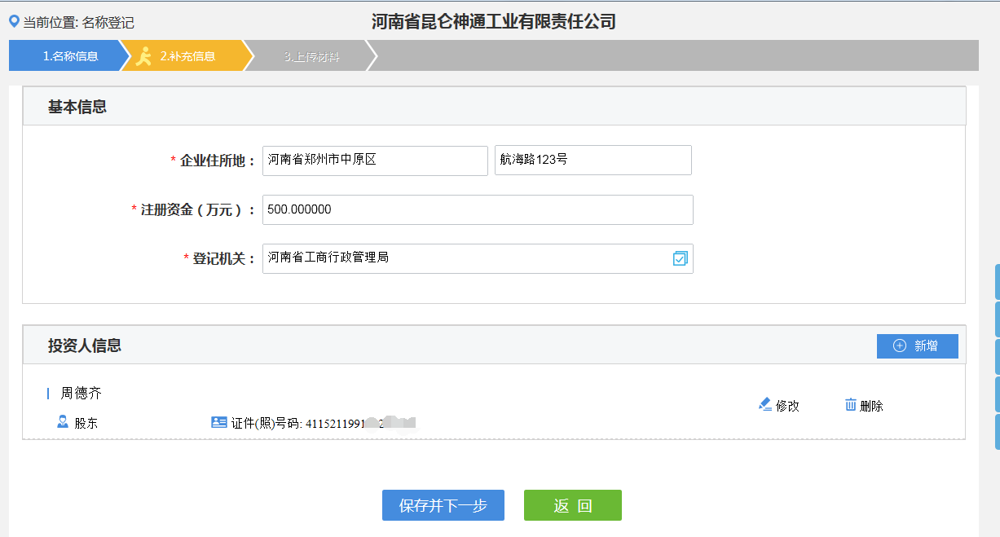 当前位置: 名称登记
河南省昆仑神通工业有限责任公司
1.名称信息 2.补充信息 3.上传材料
基本信息
* 企业住所地： 河南省郑州市中原区 航海路123号
* 注册资金（万元）： 500.000000
* 登记机关： 河南省工商行政管理局
投资人信息 新增
周德齐
修改 删除
股东 证件(照)号码: 4115211991
保存并下一步 返 回